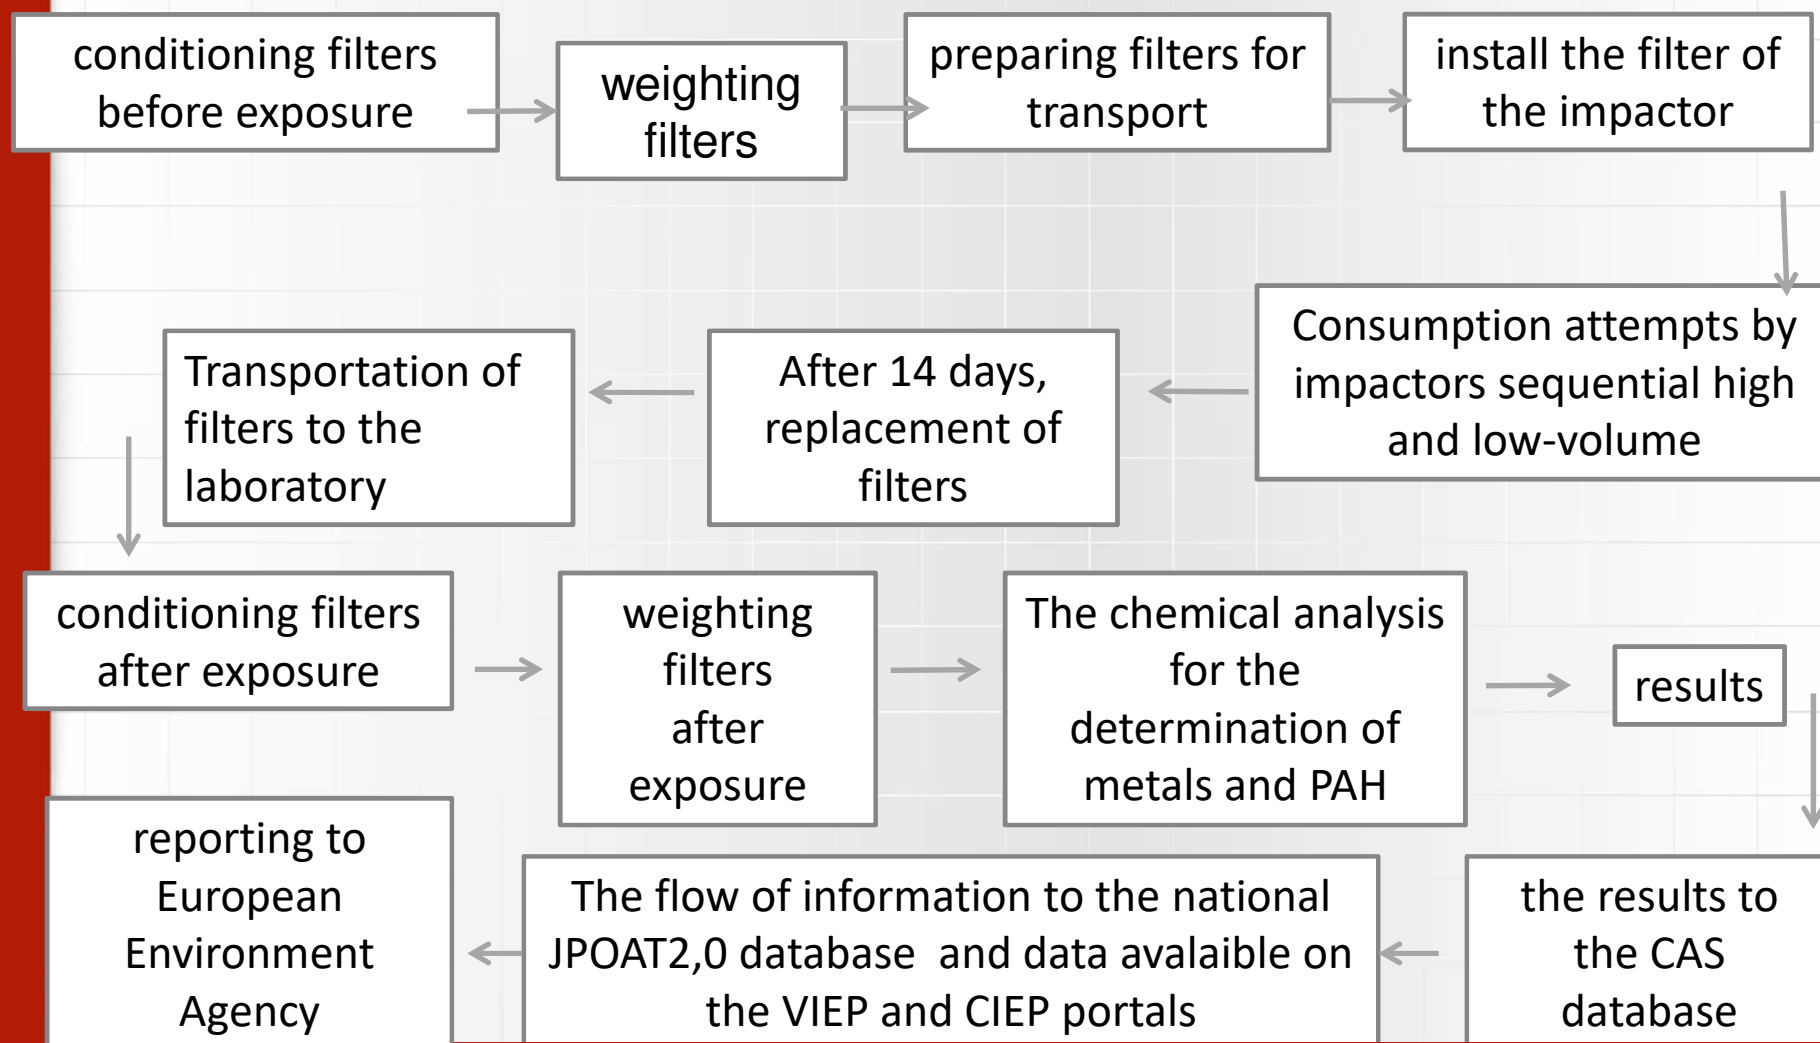 conditioning filters
before exposure
weighting
filters
preparing filters for
transport
install the filter of
the impactor
Consumption attempts by
impactors sequential high
and low-volume
After 14 days,
replacement of
filters
Transportation of
filters to the
laboratory
conditioning filters
after exposure
weighting
filters
after
exposure
The chemical analysis
for the
determination of
metals and PAH
results
the results to
the CAS
database
The flow of information to the national
JPOAT2,0 database  and data avalaible on
the VIEP and CIEP portals
reporting to
European
Environment
Agency